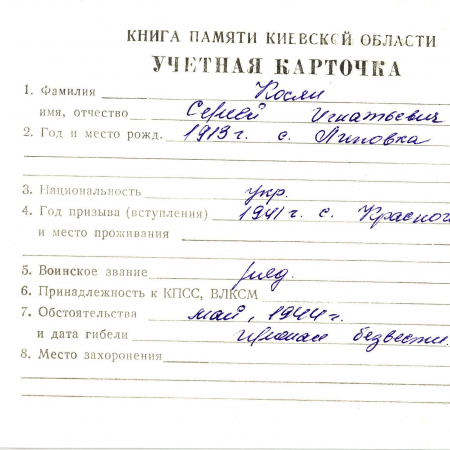 КНИГА ПАМЯТИ КИЕВСКОЙ ОБЛАСТИ
УЧЕТНАЯ КАРТОЧКА
1. Фамилия Косян
имя, отчество Сергей Игнатьевич
2. Год и место рожд. 1913 г. с. Липовка
3. Национальность укр.
4. Год призыва (вступления) 1941 г. с. Красног
и место проживания
5. Воинское звание ряд.
6. Принадлежность к КПСС, ВЛКСМ
7. Обстоятельства май, 1944 г.
и дата гибели пропал безвести.
8. Место захоронения